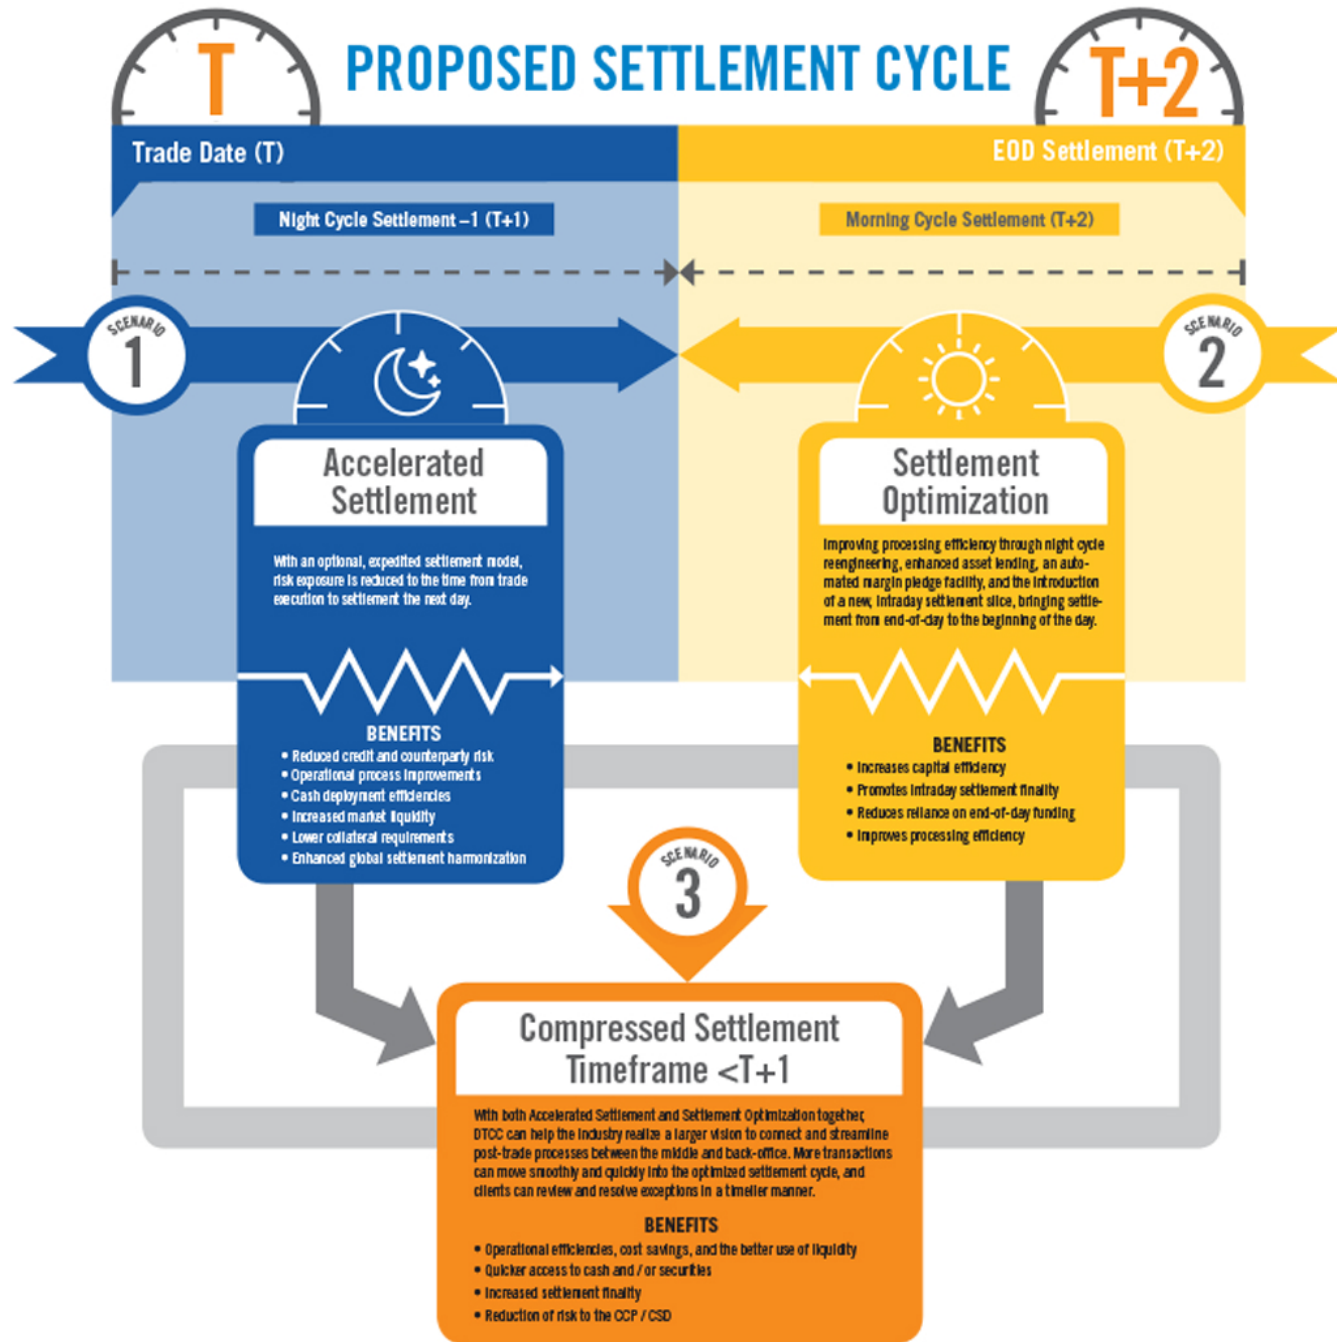 T
PROPOSED SETTLEMENT CYCLE
T+2
Trade Date (T)
EOD Settlement (T+2)
Night Cycle Settlement –1 (T+1)
Morning Cycle Settlement (T+2)
SCENARIO
1
SCENARIO
2
Accelerated
Settlement
With an optional, expedited settlement model,
risk exposure is reduced to the time from trade
execution to settlement the next day.
BENEFITS
• Reduced credit and counterparty risk
• Operational process improvements
• Cash deployment efficiencies
• Increased market liquidity
• Lower collateral requirements
• Enhanced global settlement harmonization
Settlement
Optimization
Improving processing efficiency through night cycle
reengineering, enhanced asset lending, an auto-
mated margin pledge facility, and the introduction
of a new, intraday settlement slice, bringing settle-
ment from end-of-day to the beginning of the day.
BENEFITS
• Increases capital efficiency
• Promotes intraday settlement finality
• Reduces reliance on end-of-day funding
• Improves processing efficiency
SCENARIO
3
Compressed Settlement
Timeframe <T+1
With both Accelerated Settlement and Settlement Optimization together,
DTCC can help the industry realize a larger vision to connect and streamline
post-trade processes between the middle and back-office. More transactions
can move smoothly and quickly into the optimized settlement cycle, and
clients can review and resolve exceptions in a timelier manner.
BENEFITS
• Operational efficiencies, cost savings, and the better use of liquidity
• Quicker access to cash and / or securities
• Increased settlement finality
• Reduction of risk to the CCP / CSD